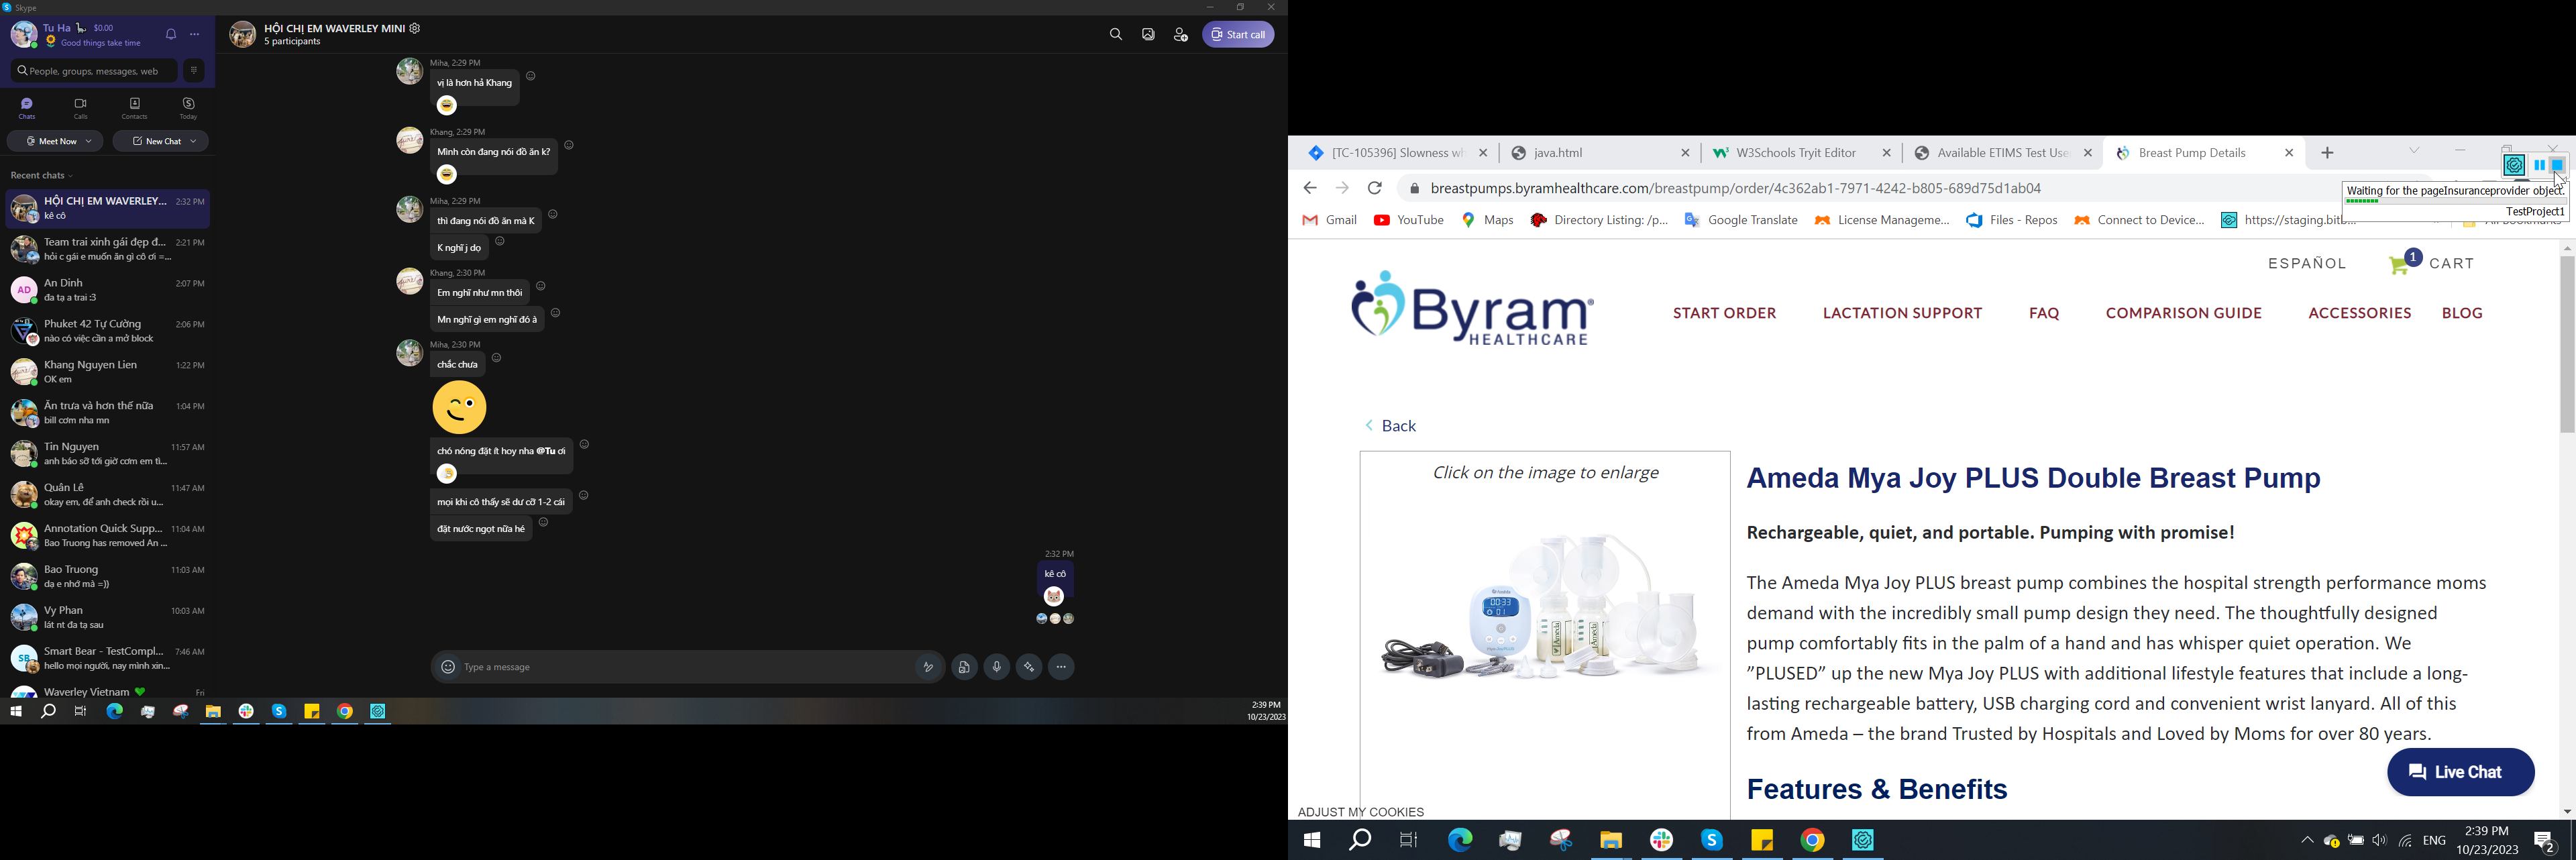 Skype
Tu Ha
$0.00
Good things take time
People, groups, messages, web
Chats
Calls
Contacts
Today
Meet Now
New Chat
Recent chats
HỘI CHỊ EM WAVERLEY...
2:32 PM
kê cô
Team trai xinh gái đẹp đ...
2:21 PM
hỏi c gái e muốn ăn gì cô ơi =...
AD
An Dinh
2:07 PM
đa tạ a trai :3
Phuket 42 Tự Cường
2:06 PM
nào có việc cần a mở block
Khang Nguyen Lien
1:22 PM
OK em
Ăn trưa và hơn thế nữa
1:04 PM
bill cơm nha mn
Tin Nguyen
11:57 AM
anh báo sớ tới giờ cơm em tỉ...
Quân Lê
11:47 AM
okay em, để anh check rồi u...
Annotation Quick Supp...
11:04 AM
Bao Truong has removed An ...
Bao Truong
11:03 AM
dạ e nhớ mà =))
Vy Phan
10:03 AM
lát nt đa tạ sau
SB
Smart Bear - TestCompl...
7:46 AM
hello mọi người, nay mình xin...
Waverley Vietnam
Fri
HỘI CHỊ EM WAVERLEY MINI
5 participants
Start call
Miha, 2:29 PM
vị là hơn hả Khang
Khang, 2:29 PM
Mình còn đang nói đồ ăn k?
Miha, 2:29 PM
thì đang nói đồ ăn mà K
K nghĩ j dọ
Khang, 2:30 PM
Em nghĩ như mn thôi
Mn nghĩ gì em nghĩ đó à
Miha, 2:30 PM
chắc chưa
chó nóng đặt ít hoy nha @Tu ơi
mọi khi cô thấy sẽ dư cỡ 1-2 cái
đặt nước ngọt nữa hé
2:32 PM
kê cô
Type a message
2:39 PM
10/23/2023
[TC-105396] Slowness wh
java.html
W3Schools Tryit Editor
Available ETIMS Test Use
Breast Pump Details
breastpumps.byramhealthcare.com/breastpump/order/4c362ab1-7971-4242-b805-689d75d1ab04
Waiting for the pageInsuranceprovider object.
TestProject1
Gmail
YouTube
Maps
Directory Listing: /p...
Google Translate
License Manageme...
Files - Repos
Connect to Device...
https://staging.bitb...
ESPAÑOL
1
CART
Byram®
HEALTHCARE
START ORDER
LACTATION SUPPORT
FAQ
COMPARISON GUIDE
ACCESSORIES
BLOG
Back
Click on the image to enlarge
Ameda Mya Joy PLUS Double Breast Pump
Rechargeable, quiet, and portable. Pumping with promise!
The Ameda Mya Joy PLUS breast pump combines the hospital strength performance moms
demand with the incredibly small pump design they need. The thoughtfully designed
pump comfortably fits in the palm of a hand and has whisper quiet operation. We
”PLUSED” up the new Mya Joy PLUS with additional lifestyle features that include a long-
lasting rechargeable battery, USB charging cord and convenient wrist lanyard. All of this
from Ameda – the brand Trusted by Hospitals and Loved by Moms for over 80 years.
Features & Benefits
Live Chat
ADJUST MY COOKIES
ENG
2:39 PM
10/23/2023
2